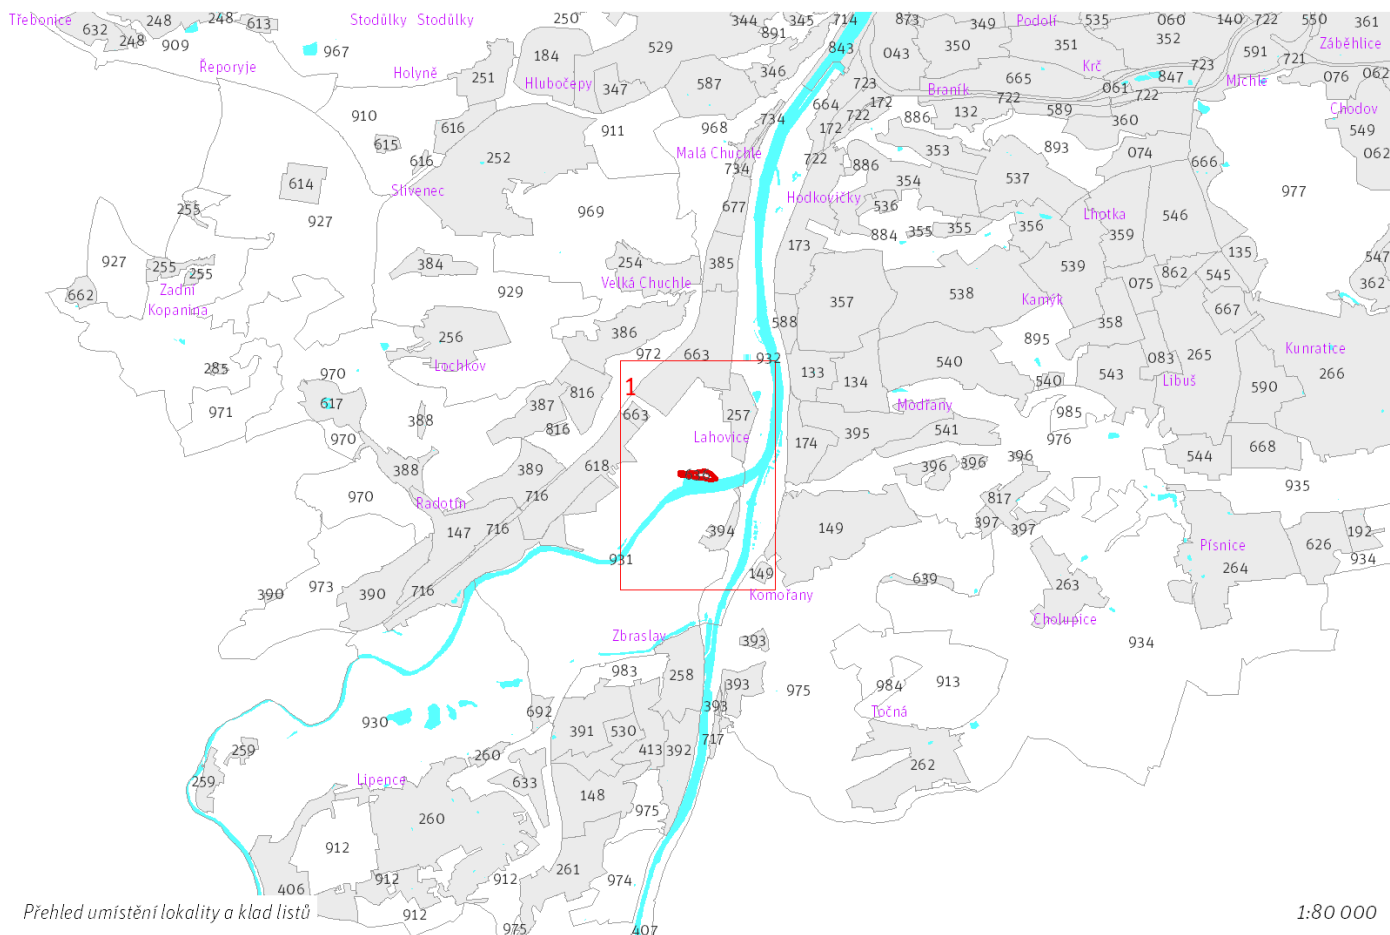 Třebonice 248 248 613 Stodůlky Stodůlky 250 344 345 714 873 349 Podolí 535 060 140 722 550 361
632 248 909 967 184 529 891 843 043 350 351 352 591 721 Záběhlice
Řeporyje Holyně 251 Hlubočepy 347 587 346 723 665 Krč 061 847 723 Michle 076 062
910 616 911 968 734 664 172 722 172 886 Braník 132 722 589 722 360 Chodov
615 616 252 Malá Chuchle 734 722 886 353 893 074 666 549 062
614 Slivenec 354 537 977
255 927 969 677 Hodkovičky 536 884 355 355 356 Lhotka 359 546
927 255 255 384 254 385 173 539 862 545 135 547
662 Zadní Kopanina 929 Velká Chuchle 357 538 Kamýk 075 667 362
256 386 588 895 358
285 970 Lochkov 972 663 932 133 134 540 083 265 Kunratice 266
971 617 388 387 816 1 540 543 Libuš 590
970 816 663 257 Modřany 985
388 389 618 Lahovice 174 395 541 976 544 668
970 Radotín 716 396 396 396 935
147 716 394 149 817 397 397 Písnice 626 192
931 264 934
390 973 390 716 149 639 263
Komořany Cholupice
Zbraslav 393 934
983 258 393 975 984 913
930 692 393 Točná
259 391 530 717
260 413 392 262
259 Lipence 633 148
260 975
912
912 912 261 974
406 912 975 407
Přehled umístění lokality a klad listů
1:80 000